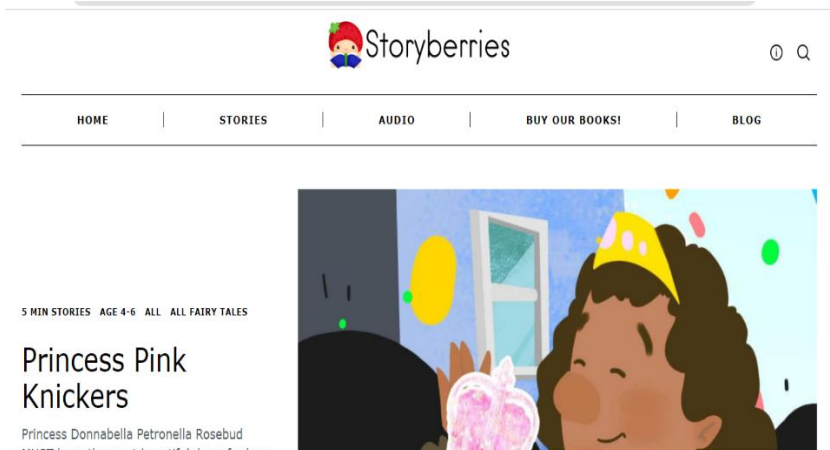 Storyberries
HOME STORIES AUDIO BUY OUR BOOKS! BLOG
5 MIN STORIES AGE 4-6 ALL ALL FAIRY TALES
Princess Pink
Knickers
Princess Donnabella Petronella Rosebud